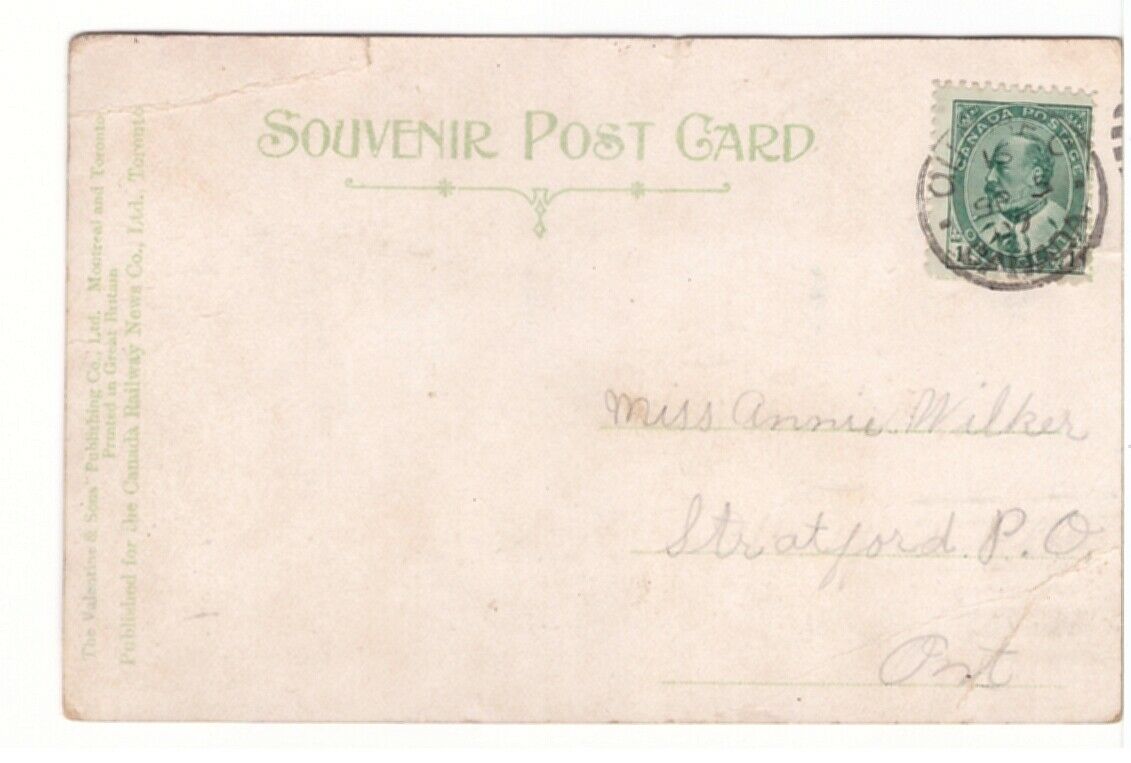 SOUVENIR POST CARD
CANADA POSTAGE
Miss Annie Wilker
Stratford P. O.
Ont
The Valentine & Sons' Publishing Co., Ltd. Montreal and Toronto
Printed in Great Britain
Published for the Canada Railway News Co., Ltd. Toronto